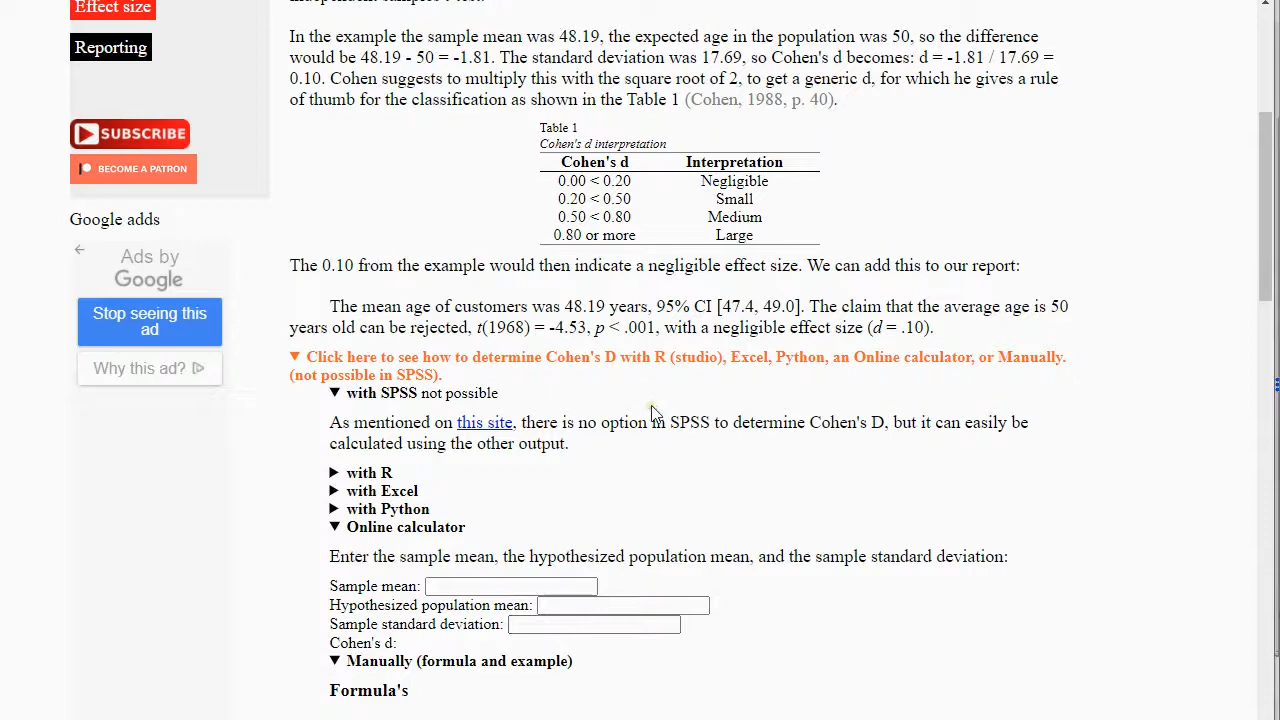 Effect size
Reporting
SUBSCRIBE
BECOME A PATRON
Google adds
Ads by
Google
Stop seeing this
ad
Why this ad?
In the example the sample mean was 48.19, the expected age in the population was 50, so the difference
would be 48.19 - 50 = -1.81. The standard deviation was 17.69, so Cohen's d becomes: d = -1.81 / 17.69 =
0.10. Cohen suggests to multiply this with the square root of 2, to get a generic d, for which he gives a rule
of thumb for the classification as shown in the Table 1 (Cohen, 1988, p. 40).
Table 1
Cohen's d interpretation
Cohen's d Interpretation
0.00 < 0.20 Negligible
0.20 < 0.50 Small
0.50 < 0.80 Medium
0.80 or more Large
The 0.10 from the example would then indicate a negligible effect size. We can add this to our report:
The mean age of customers was 48.19 years, 95% CI [47.4, 49.0]. The claim that the average age is 50
years old can be rejected, t(1968) = -4.53, p < .001, with a negligible effect size (d = .10).
▼ Click here to see how to determine Cohen's D with R (studio), Excel, Python, an Online calculator, or Manually.
(not possible in SPSS).
▼ with SPSS not possible
As mentioned on this site, there is no option in SPSS to determine Cohen's D, but it can easily be
calculated using the other output.
▶ with R
▶ with Excel
▶ with Python
▼ Online calculator
Enter the sample mean, the hypothesized population mean, and the sample standard deviation:
Sample mean:
Hypothesized population mean:
Sample standard deviation:
Cohen's d:
▼ Manually (formula and example)
Formula's